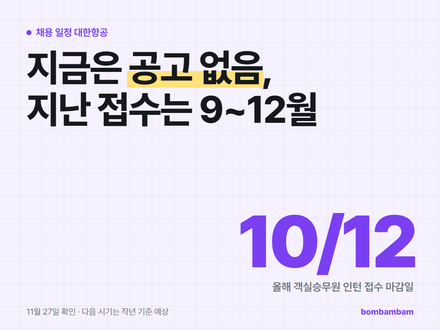 채용 일정 대한항공
지금은 공고 없음,
지난 접수는 9~12월
10/12
올해 객실승무원 인턴 접수 마감일
11월 27일 확인 · 다음 시기는 작년 기준 예상
bombambam